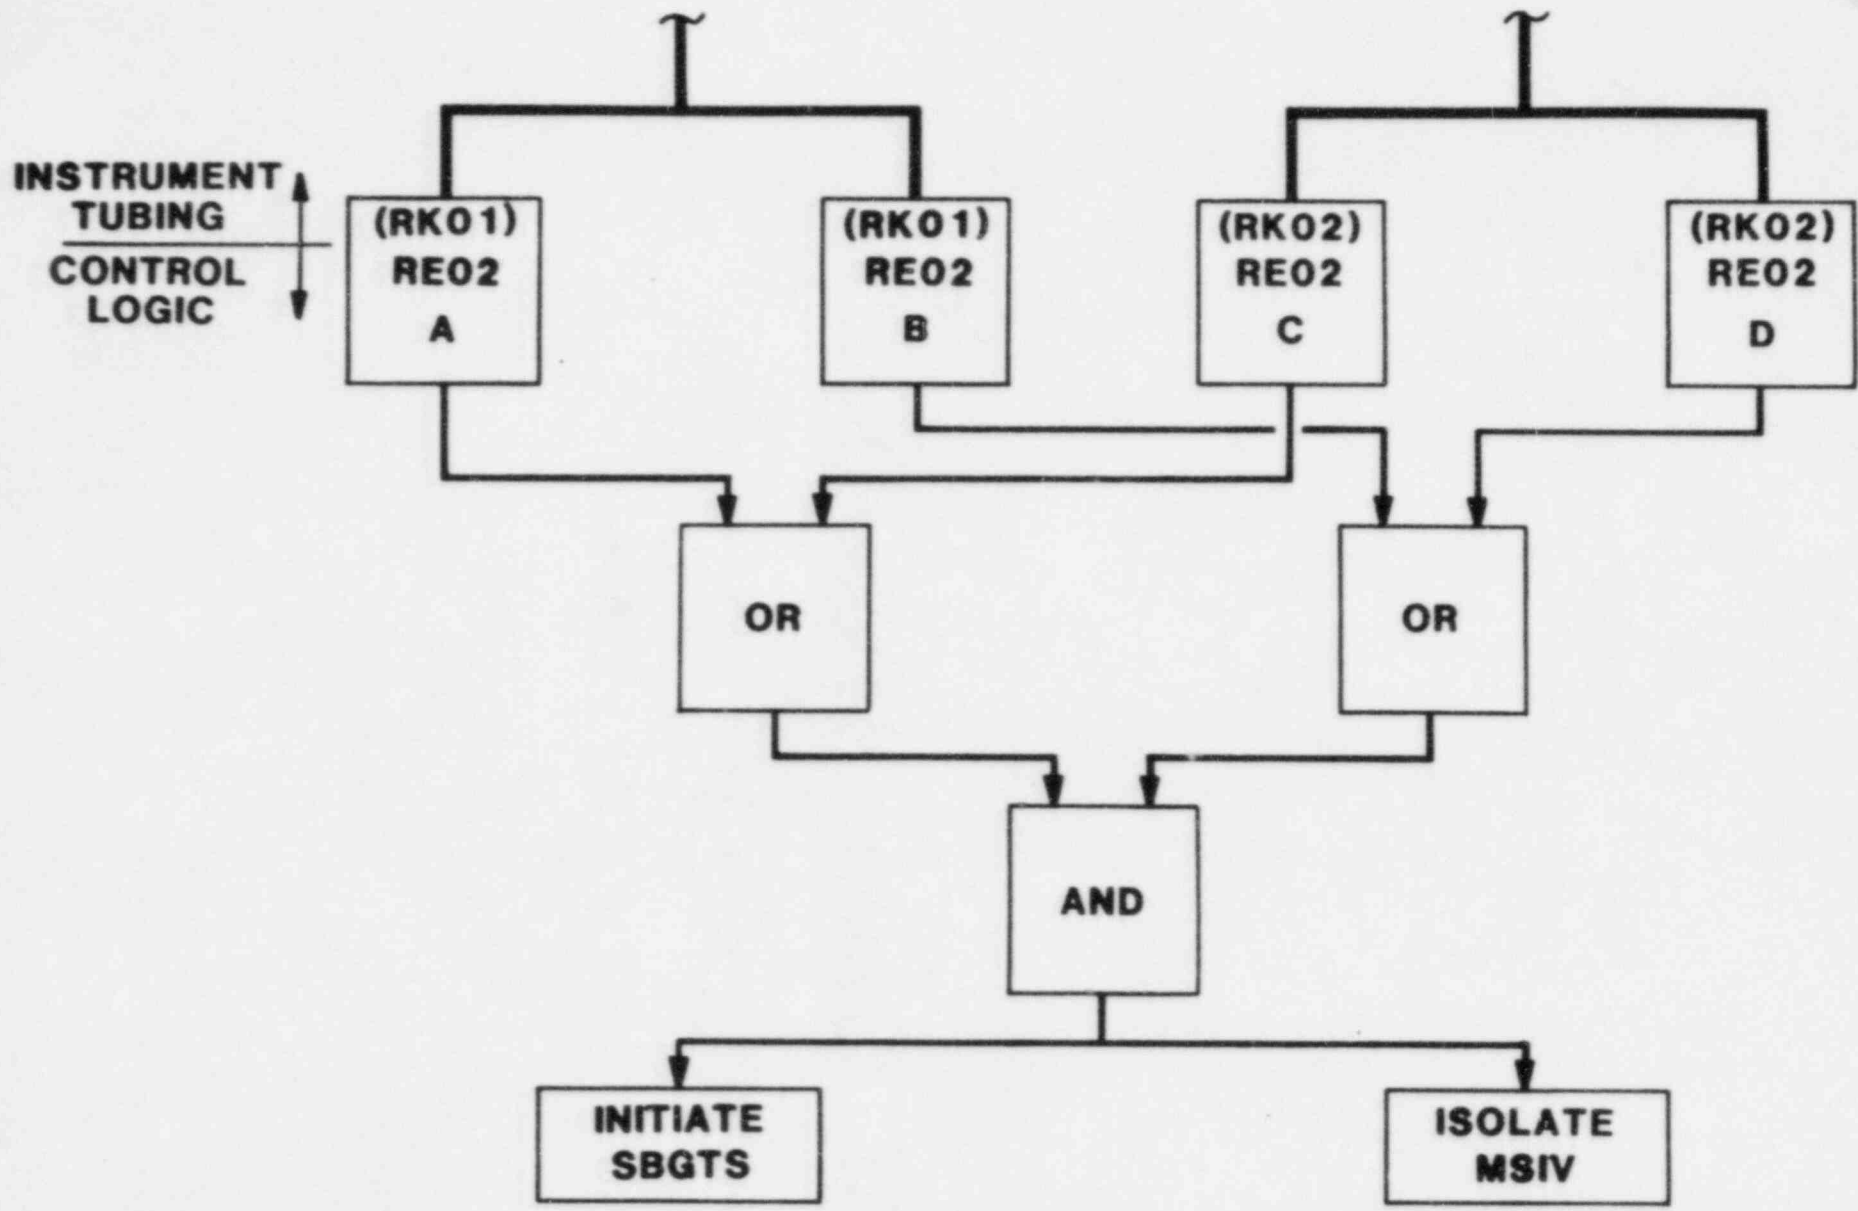 INSTRUMENT
TUBING
CONTROL
LOGIC
(RK01)
RE02
A
(RK01)
RE02
B
(RK02)
RE02
C
(RK02)
RE02
D
OR
OR
AND
INITIATE
SBGTS
ISOLATE
MSIV